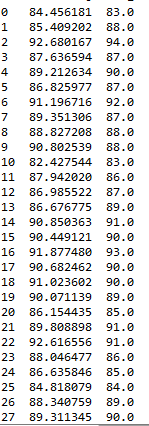 0 84.456181 83.0
1 85.409202 88.0
2 92.680167 94.0
3 87.636594 87.0
4 89.212634 90.0
5 86.825977 87.0
6 91.196716 92.0
7 89.351306 87.0
8 88.827208 88.0
9 90.802539 88.0
10 82.427544 83.0
11 87.942020 86.0
12 86.985522 87.0
13 86.676775 89.0
14 90.850363 91.0
15 90.449121 90.0
16 91.877480 93.0
17 90.682462 90.0
18 91.023602 90.0
19 90.071139 89.0
20 86.154435 85.0
21 89.808898 91.0
22 92.616556 91.0
23 88.046477 86.0
24 86.635846 85.0
25 84.818079 84.0
26 88.340759 89.0
27 89.311345 90.0